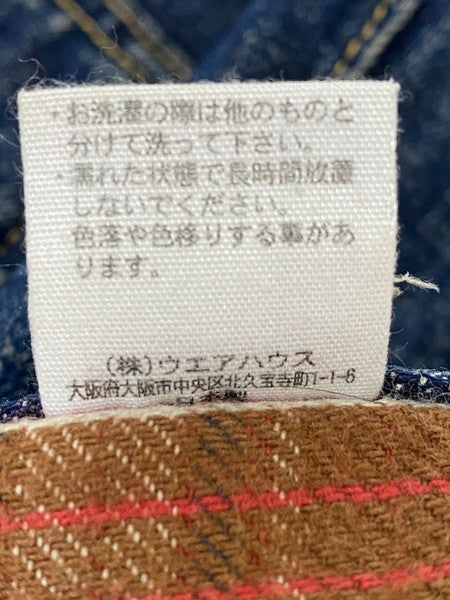 ・お洗濯の際は他のものと
分けて洗って下さい。
・濡れた状態で長時間放置
しないでください。
色落や色移りする事があ
ります。
(株)ウエアハウス
大阪府大阪市中央区北久宝寺町1-1-6
日本製